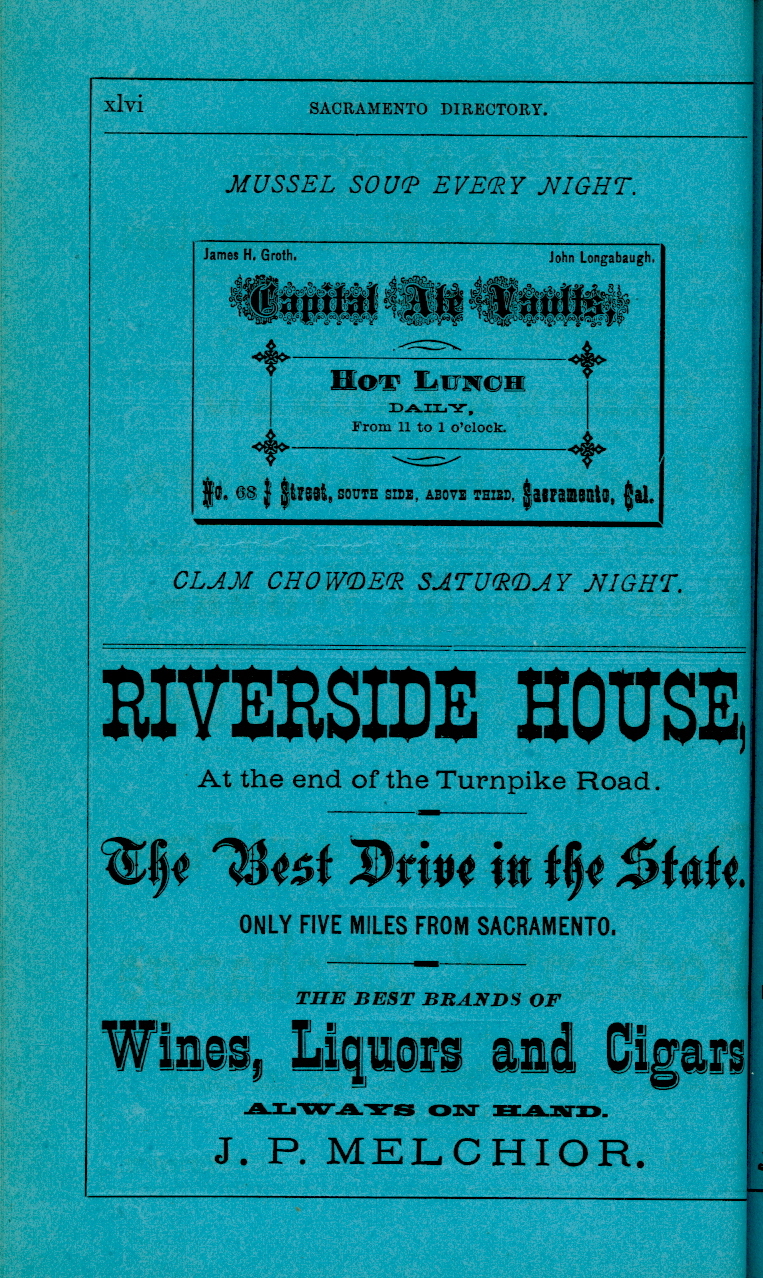 xlvi SACRAMENTO DIRECTORY.
MUSSEL SOUP EVERY NIGHT.
James H. Groth. John Longabaugh.
Capital Ale Vaults,
HOT LUNCH
DAILY,
From 11 to 1 o'clock.
No. 68 J Street, SOUTH SIDE, ABOVE THIRD, Sacramento, Cal.
CLAM CHOWDER SATURDAY NIGHT.
RIVERSIDE HOUSE,
At the end of the Turnpike Road.
The Best Drive in the State.
ONLY FIVE MILES FROM SACRAMENTO.
THE BEST BRANDS OF
Wines, Liquors and Cigars
ALWAYS ON HAND.
J. P. MELCHIOR.